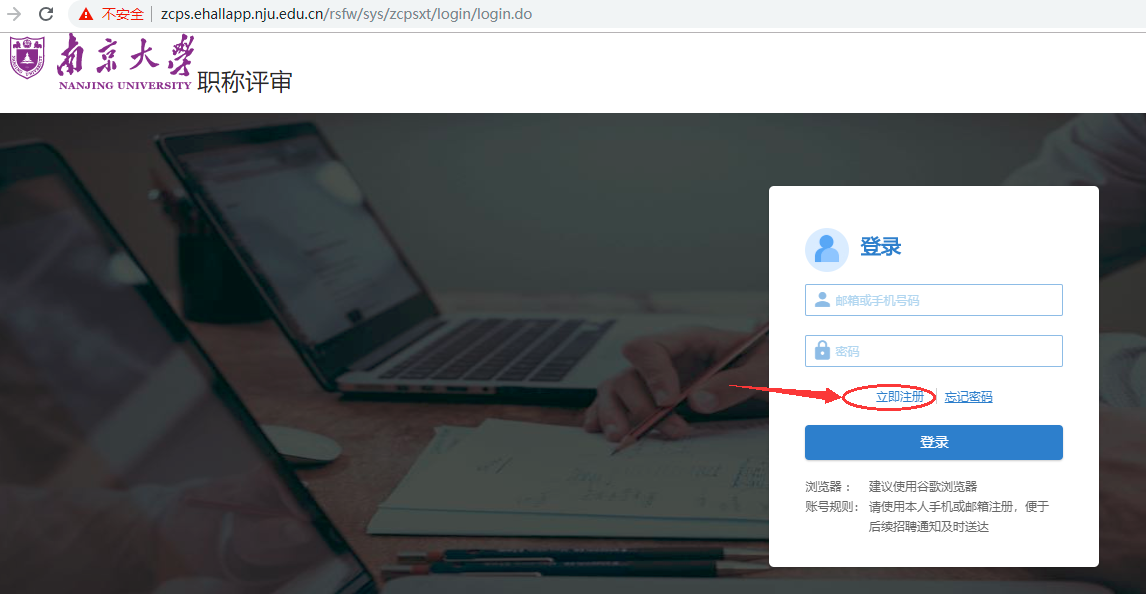 不安全 zcps.ehallapp.nju.edu.cn/rsfw/sys/zcpsxt/login/login.do
南京大學
NANJING UNIVERSITY 职称评审
登录
邮箱或手机号码
密码
立即注册 忘记密码
登录
浏览器： 建议使用谷歌浏览器
账号规则： 请使用本人手机或邮箱注册，便于
后续招聘通知及时送达